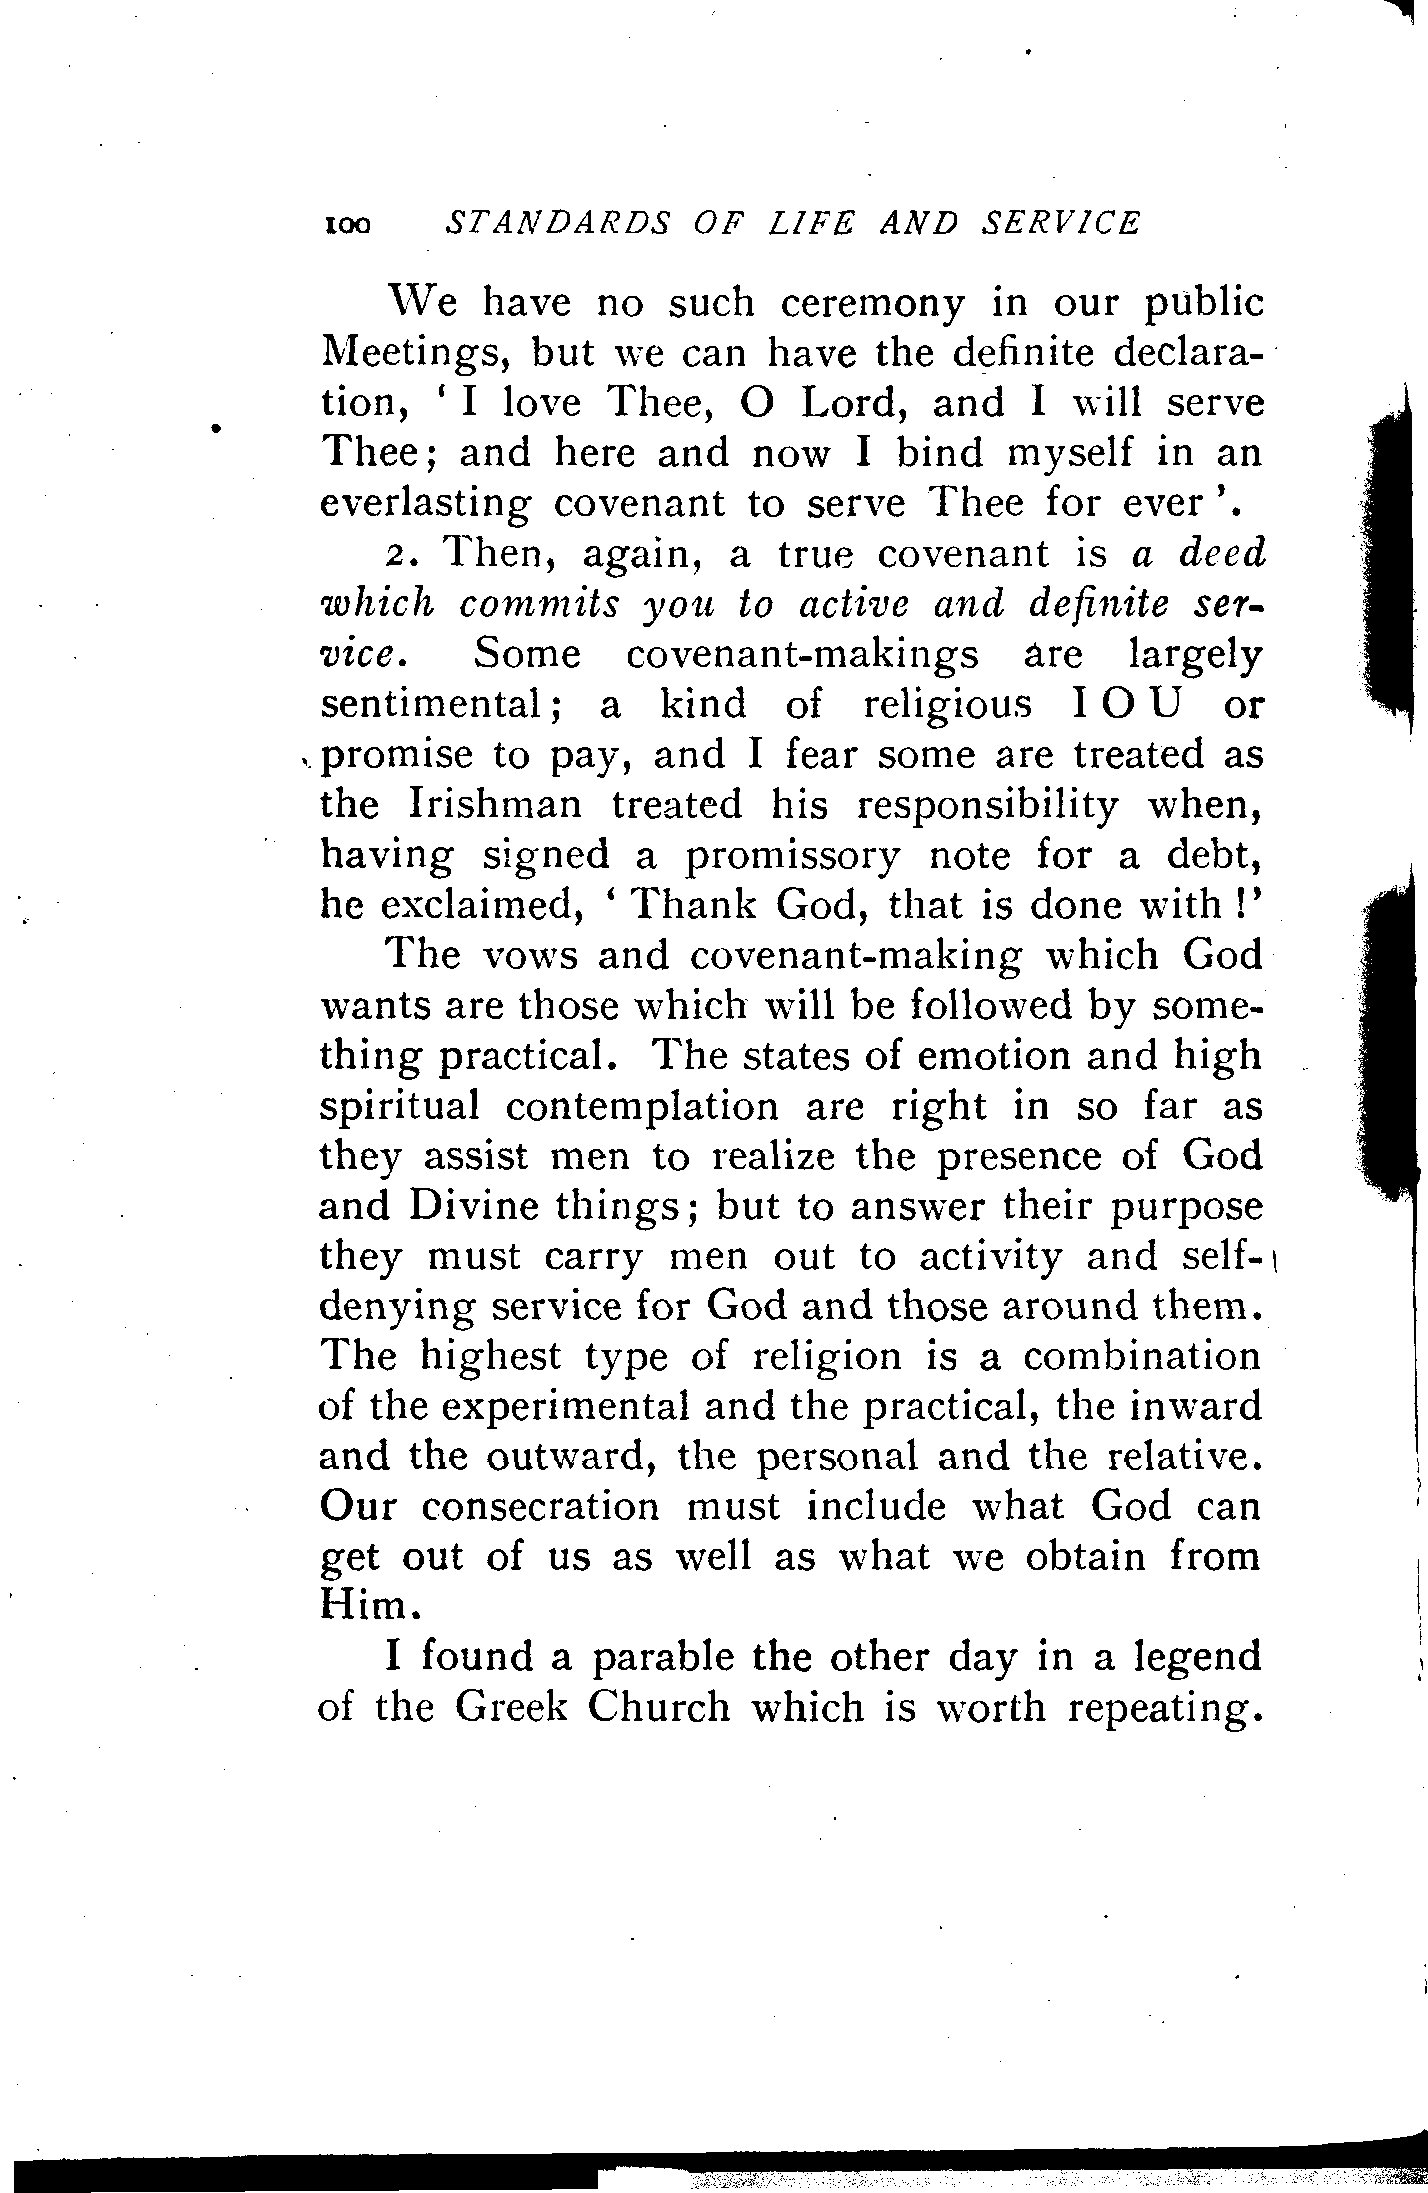 100 STANDARDS OF LIFE AND SERVICE
We have no such ceremony in our public
Meetings, but we can have the definite declara-
tion, ‘ I love Thee, O Lord, and I will serve
Thee; and here and now I bind myself in an
everlasting covenant to serve Thee for ever ’.
2. Then, again, a true covenant is a deed
which commits you to active and definite ser-
vice. Some covenant-makings are largely
sentimental; a kind of religious I O U or
promise to pay, and I fear some are treated as
the Irishman treated his responsibility when,
having signed a promissory note for a debt,
he exclaimed, ‘ Thank God, that is done with !’
The vows and covenant-making which God
wants are those which will be followed by some-
thing practical. The states of emotion and high
spiritual contemplation are right in so far as
they assist men to realize the presence of God
and Divine things; but to answer their purpose
they must carry men out to activity and self-
denying service for God and those around them.
The highest type of religion is a combination
of the experimental and the practical, the inward
and the outward, the personal and the relative.
Our consecration must include what God can
get out of us as well as what we obtain from
Him.
I found a parable the other day in a legend
of the Greek Church which is worth repeating.